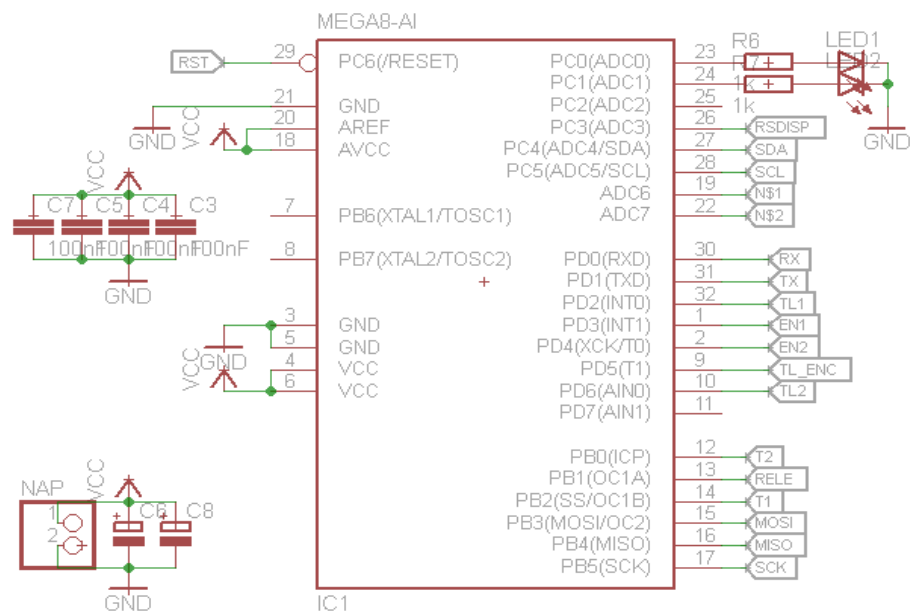 MEGA8-AI
RST
29
PC6(/RESET)
21
GND
20
AREF
18
AVCC
GND
VCC
7
PB6(XTAL1/TOSC1)
8
PB7(XTAL2/TOSC2)
3
GND
5
GND
4
VCC
6
VCC
GND
VCC
VCC
C7
C5
C4
C3
100nF
100nF
100nF
100nF
GND
NAP
1
2
VCC
C6
C8
GND
IC1
PC0(ADC0)
23
PC1(ADC1)
24
PC2(ADC2)
25
PC3(ADC3)
26
RSDISP
PC4(ADC4/SDA)
27
SDA
PC5(ADC5/SCL)
28
SCL
ADC6
19
N$1
ADC7
22
N$2
PD0(RXD)
30
RX
PD1(TXD)
31
TX
PD2(INT0)
32
TL1
PD3(INT1)
1
EN1
PD4(XCK/T0)
2
EN2
PD5(T1)
9
TL_ENC
PD6(AIN0)
10
TL2
PD7(AIN1)
11
PB0(ICP)
12
T2
PB1(OC1A)
13
RELE
PB2(SS/OC1B)
14
T1
PB3(MOSI/OC2)
15
MOSI
PB4(MISO)
16
MISO
PB5(SCK)
17
SCK
R6
R7
1k
1k
LED1
LED2
GND